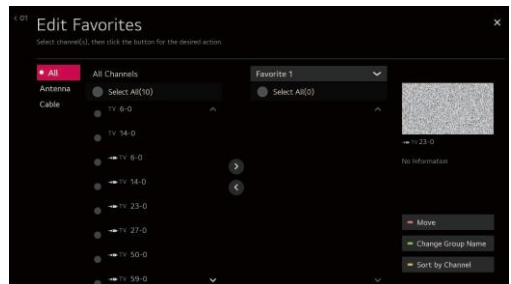 < 01
Edit Favorites
Select channel(s), then click the button for the desired action.
All
Antenna
Cable
All Channels
Select All(10)
TV 6-0
TV 14-0
TV 6-0
TV 14-0
TV 23-0
TV 27-0
TV 50-0
TV 59-0
Favorite 1
Select All(0)
TV 23-0
No Information
Move
Change Group Name
Sort by Channel